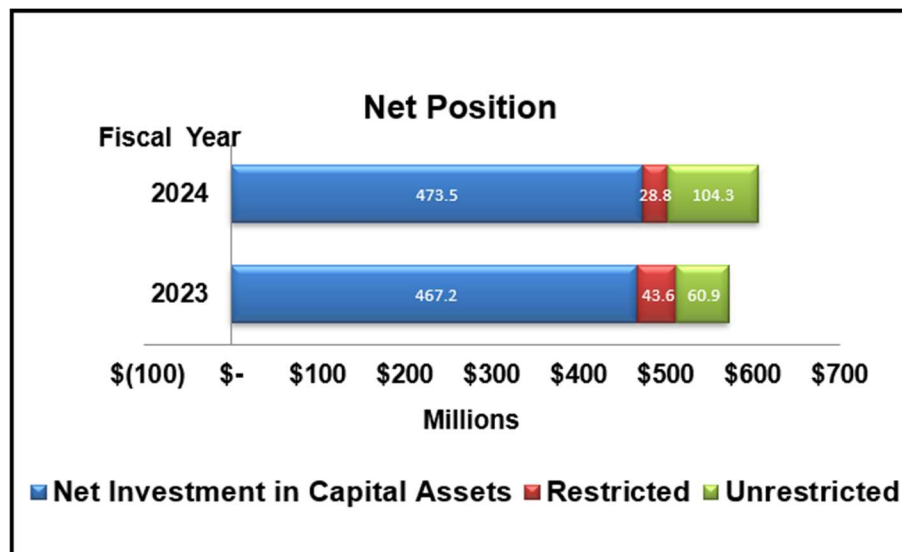 Net Position
Fiscal Year
2024
473.5 28.8 104.3
2023
467.2 43.6 60.9
$(100) $- $100 $200 $300 $400 $500 $600 $700
Millions
Net Investment in Capital Assets Restricted Unrestricted